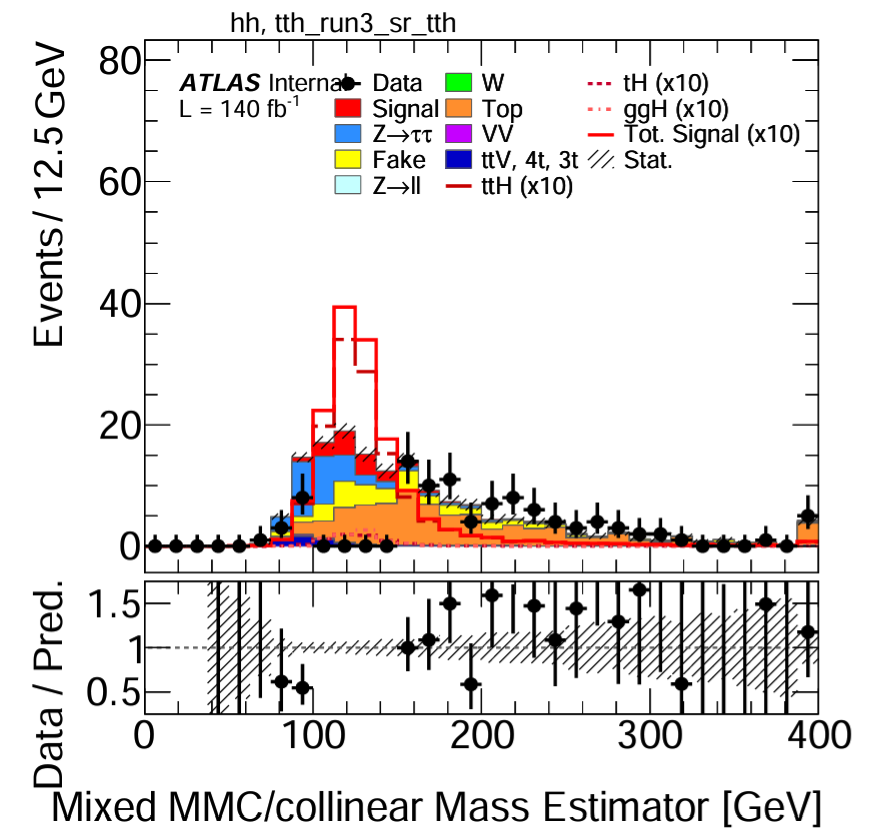 hh, tth_run3_sr_tth
ATLAS Internal
L = 140 fb-1
Data
Signal
Z→ττ
Fake
Z→ll
W
Top
VV
ttV, 4t, 3t
ttH (x10)
tH (x10)
ggH (x10)
Tot. Signal (x10)
Stat.
Events / 12.5 GeV
80
60
40
20
0
Data / Pred.
1.5
1
0.5
0 100 200 300 400
Mixed MMC/collinear Mass Estimator [GeV]